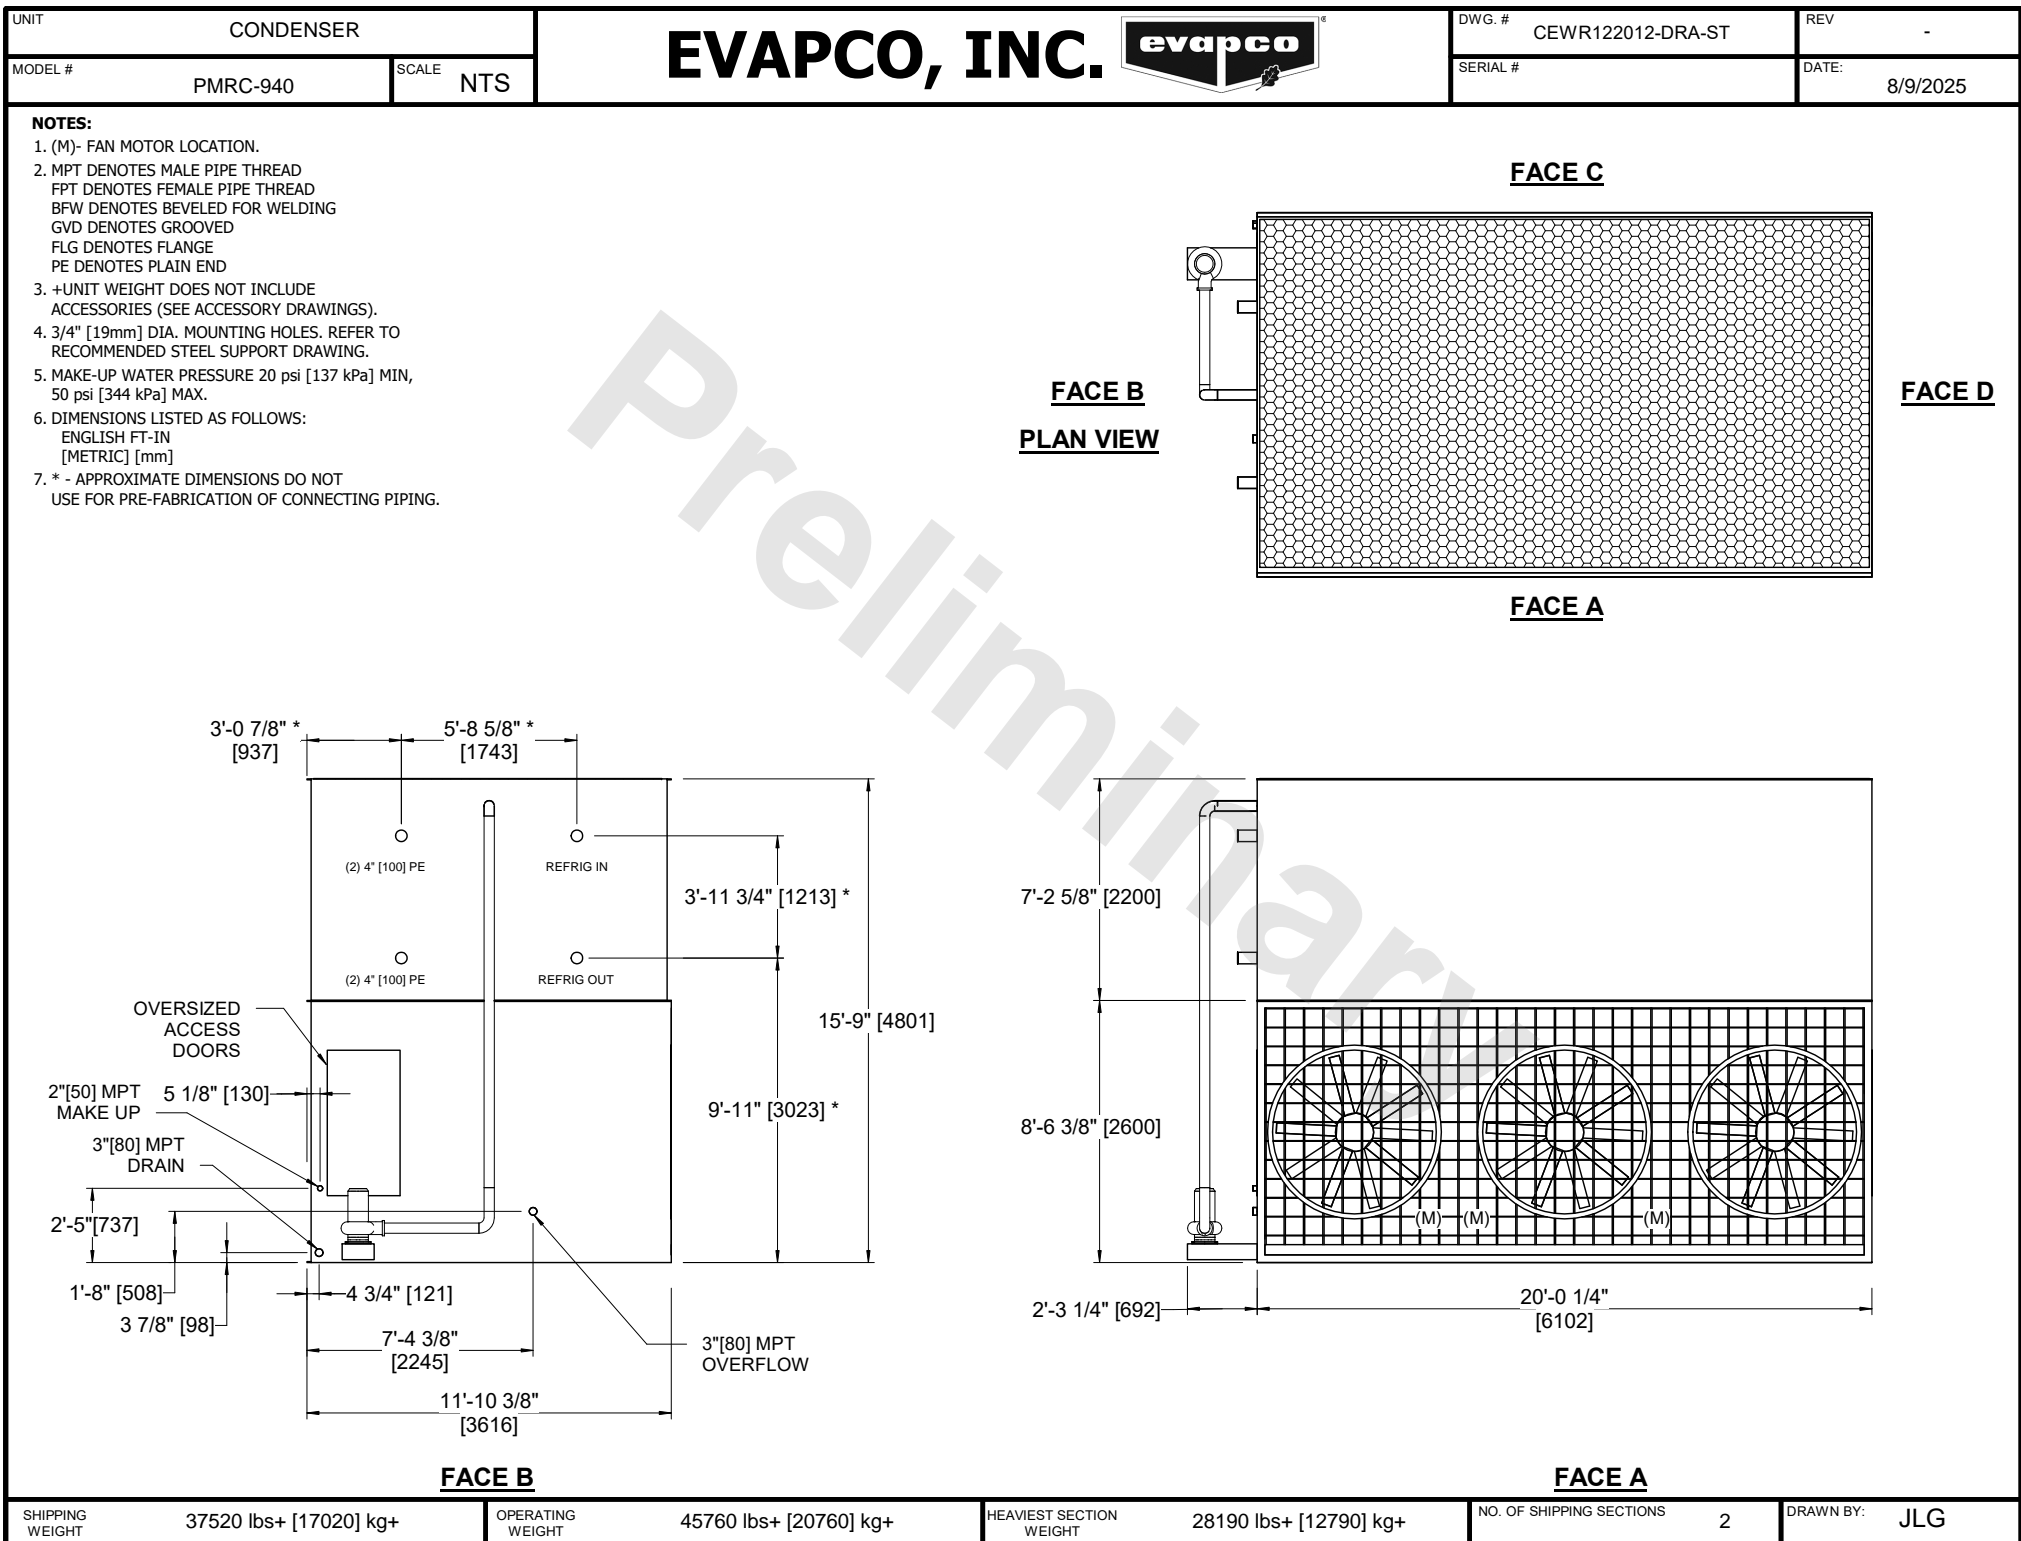 UNIT
CONDENSER
MODEL #
PMRC-940
SCALE
NTS
EVAPCO, INC.
evapco
®
DWG. #
CEWR122012-DRA-ST
REV
-
SERIAL #
DATE:
8/9/2025
NOTES:
1. (M)- FAN MOTOR LOCATION.
2. MPT DENOTES MALE PIPE THREAD
FPT DENOTES FEMALE PIPE THREAD
BFW DENOTES BEVELED FOR WELDING
GVD DENOTES GROOVED
FLG DENOTES FLANGE
PE DENOTES PLAIN END
3. +UNIT WEIGHT DOES NOT INCLUDE
ACCESSORIES (SEE ACCESSORY DRAWINGS).
4. 3/4" [19mm] DIA. MOUNTING HOLES. REFER TO
RECOMMENDED STEEL SUPPORT DRAWING.
5. MAKE-UP WATER PRESSURE 20 psi [137 kPa] MIN,
50 psi [344 kPa] MAX.
6. DIMENSIONS LISTED AS FOLLOWS:
ENGLISH FT-IN
[METRIC] [mm]
7. * - APPROXIMATE DIMENSIONS DO NOT
USE FOR PRE-FABRICATION OF CONNECTING PIPING.
Preliminary
FACE C
FACE B
PLAN VIEW
FACE D
FACE A
3'-0 7/8" *
[937]
5'-8 5/8" *
[1743]
(2) 4" [100] PE
REFRIG IN
3'-11 3/4" [1213] *
(2) 4" [100] PE
REFRIG OUT
OVERSIZED
ACCESS
DOORS
15'-9" [4801]
2"[50] MPT
MAKE UP
5 1/8" [130]
9'-11" [3023] *
3"[80] MPT
DRAIN
2'-5"[737]
1'-8" [508]
4 3/4" [121]
3 7/8" [98]
7'-4 3/8"
[2245]
3"[80] MPT
OVERFLOW
11'-10 3/8"
[3616]
FACE B
7'-2 5/8" [2200]
8'-6 3/8" [2600]
(M)
(M)
(M)
2'-3 1/4" [692]
20'-0 1/4"
[6102]
FACE A
SHIPPING
WEIGHT
37520 lbs+ [17020] kg+
OPERATING
WEIGHT
45760 lbs+ [20760] kg+
HEAVIEST SECTION
WEIGHT
28190 lbs+ [12790] kg+
NO. OF SHIPPING SECTIONS
2
DRAWN BY:
JLG